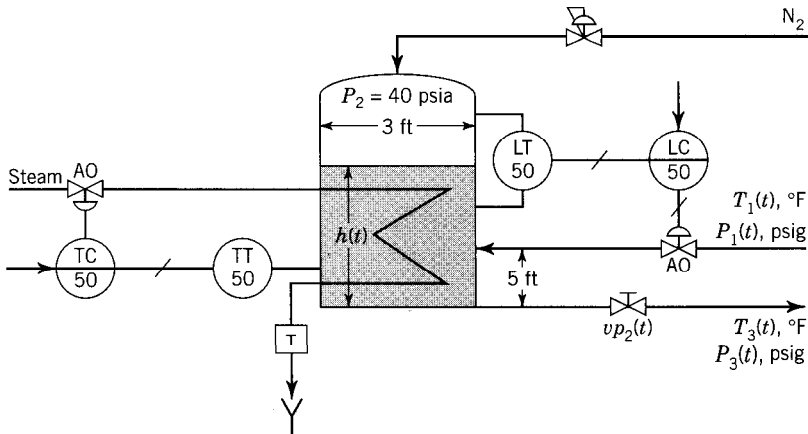 N₂
P₂ = 40 psia
3 ft
LT
50
LC
50
Steam
AO
T₁(t), °F
P₁(t), psig
h(t)
TC
50
TT
50
AO
5 ft
T
vp₂(t)
T₃(t), °F
P₃(t), psig